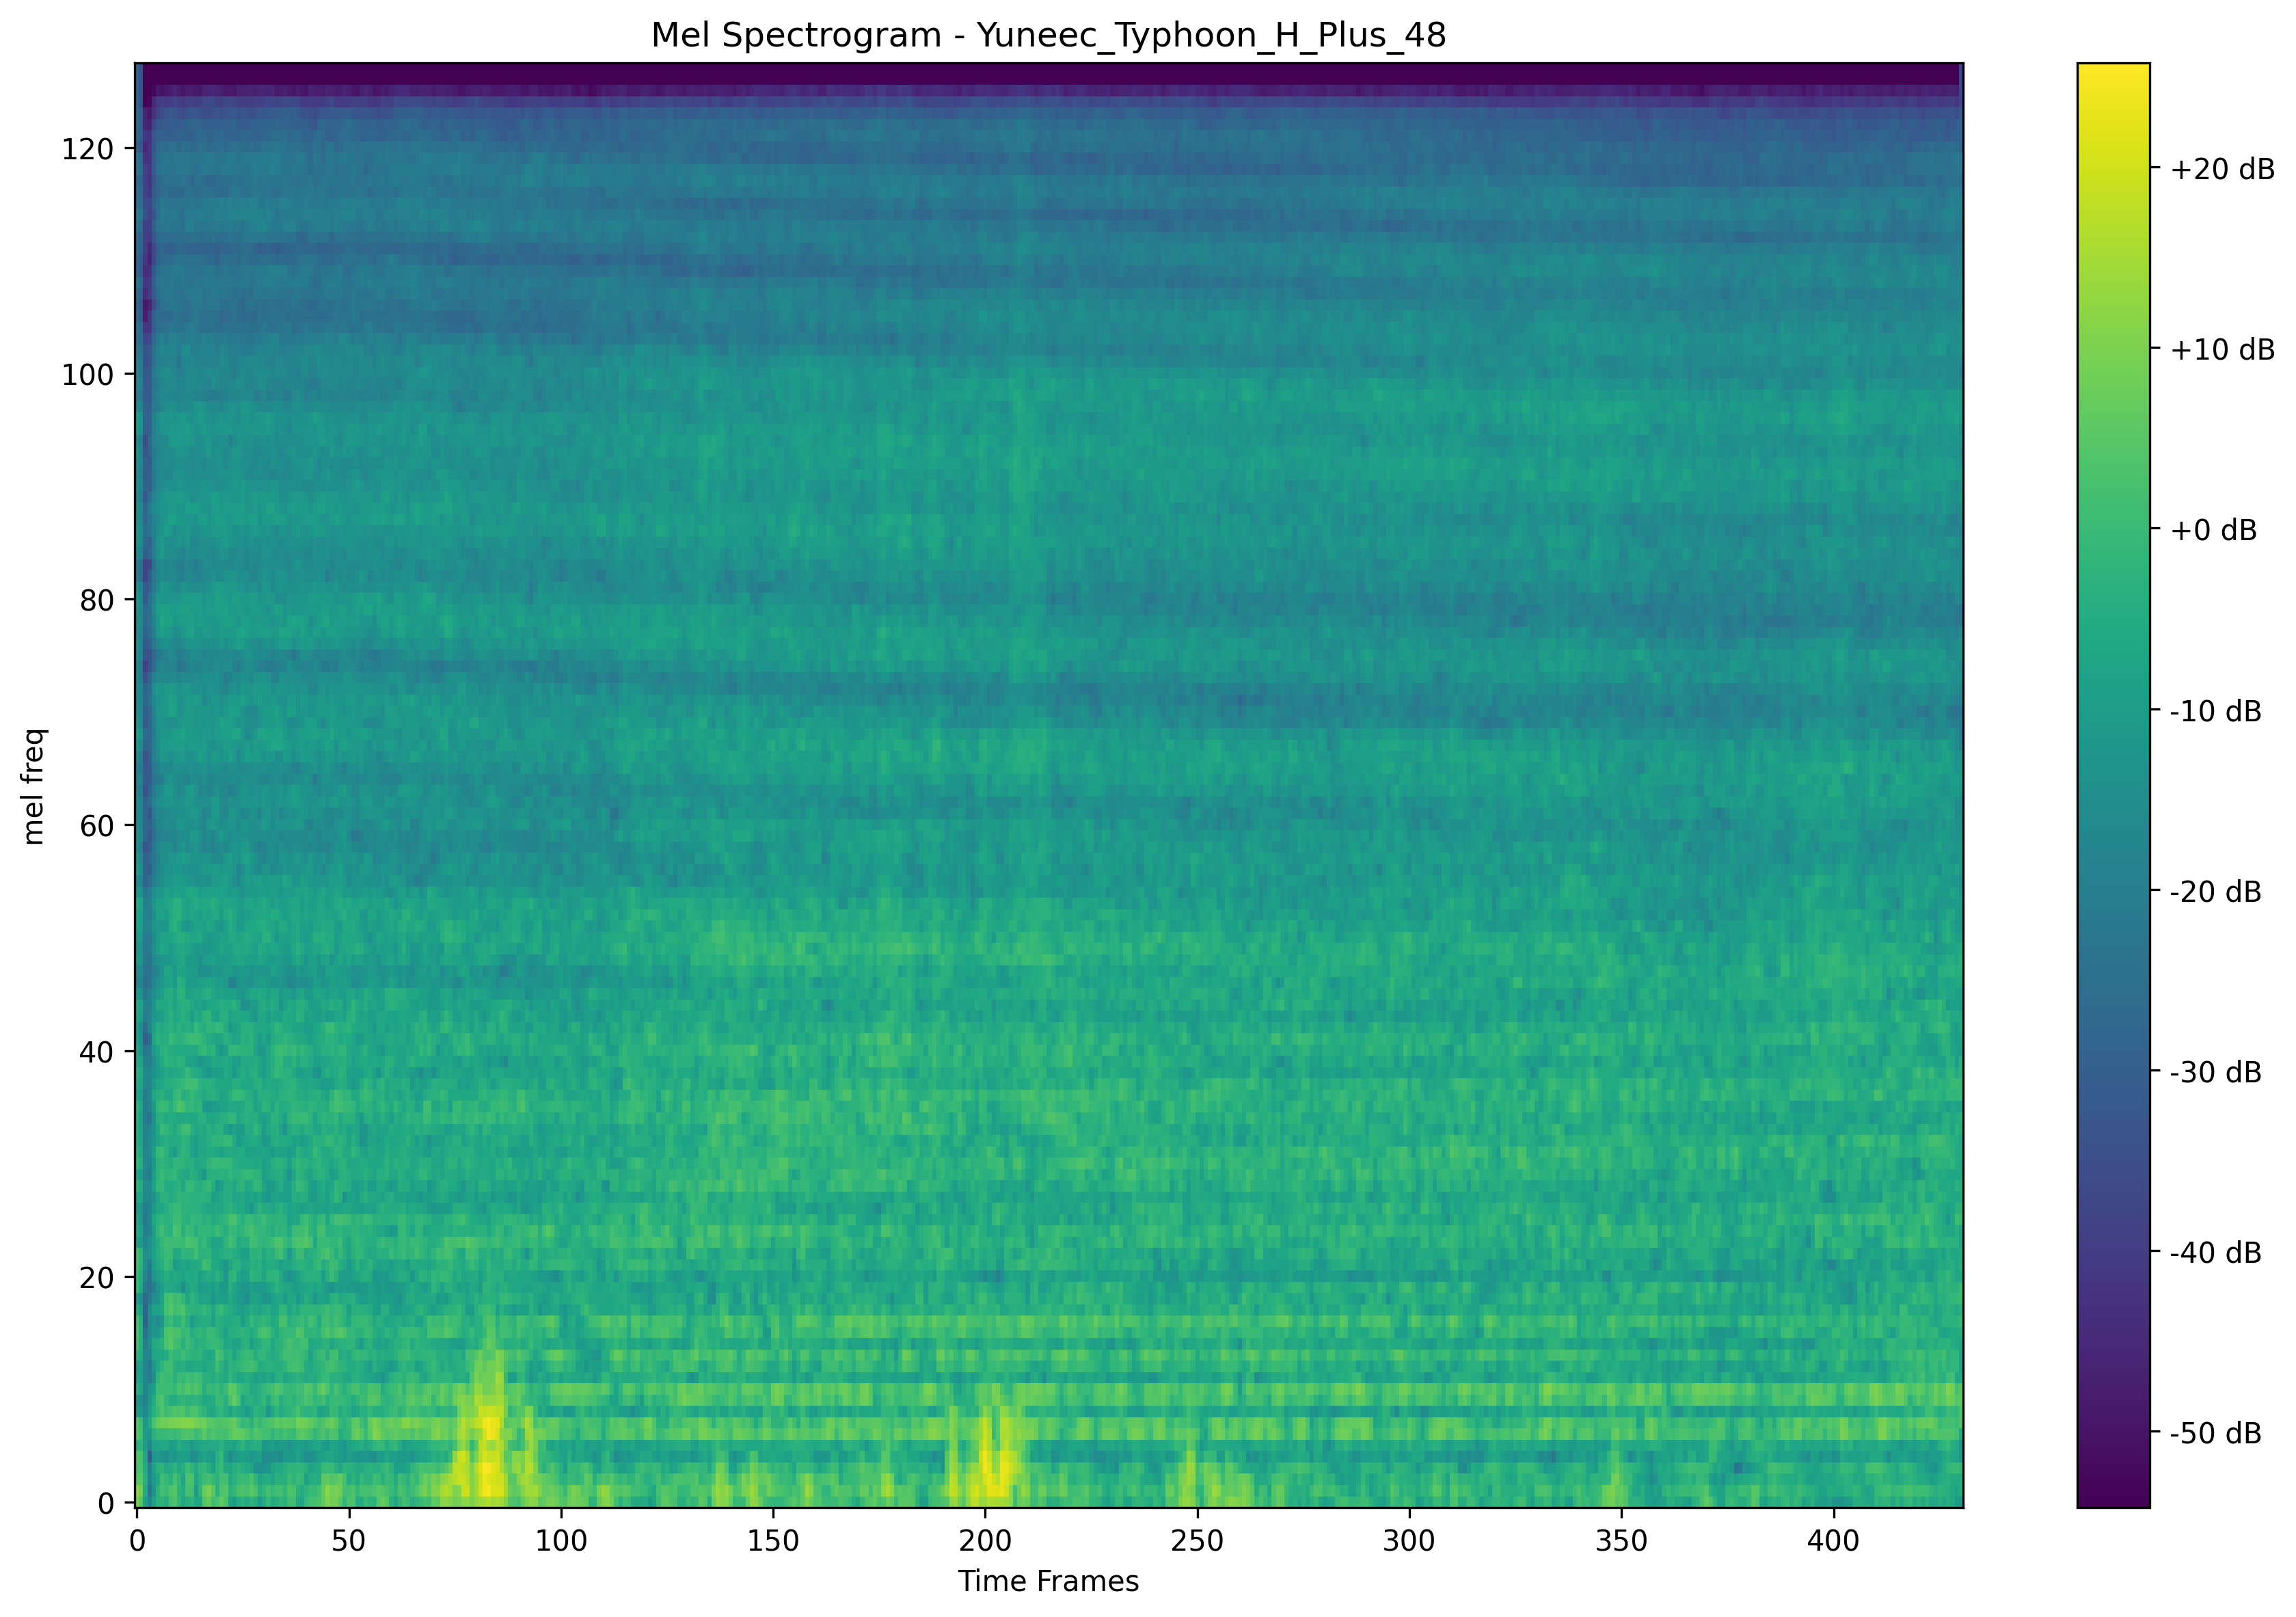 Mel Spectrogram - Yuneec_Typhoon_H_Plus_48
120
100
80
60
40
20
0
mel freq
0 50 100 150 200 250 300 350 400
Time Frames
+20 dB
+10 dB
+0 dB
-10 dB
-20 dB
-30 dB
-40 dB
-50 dB